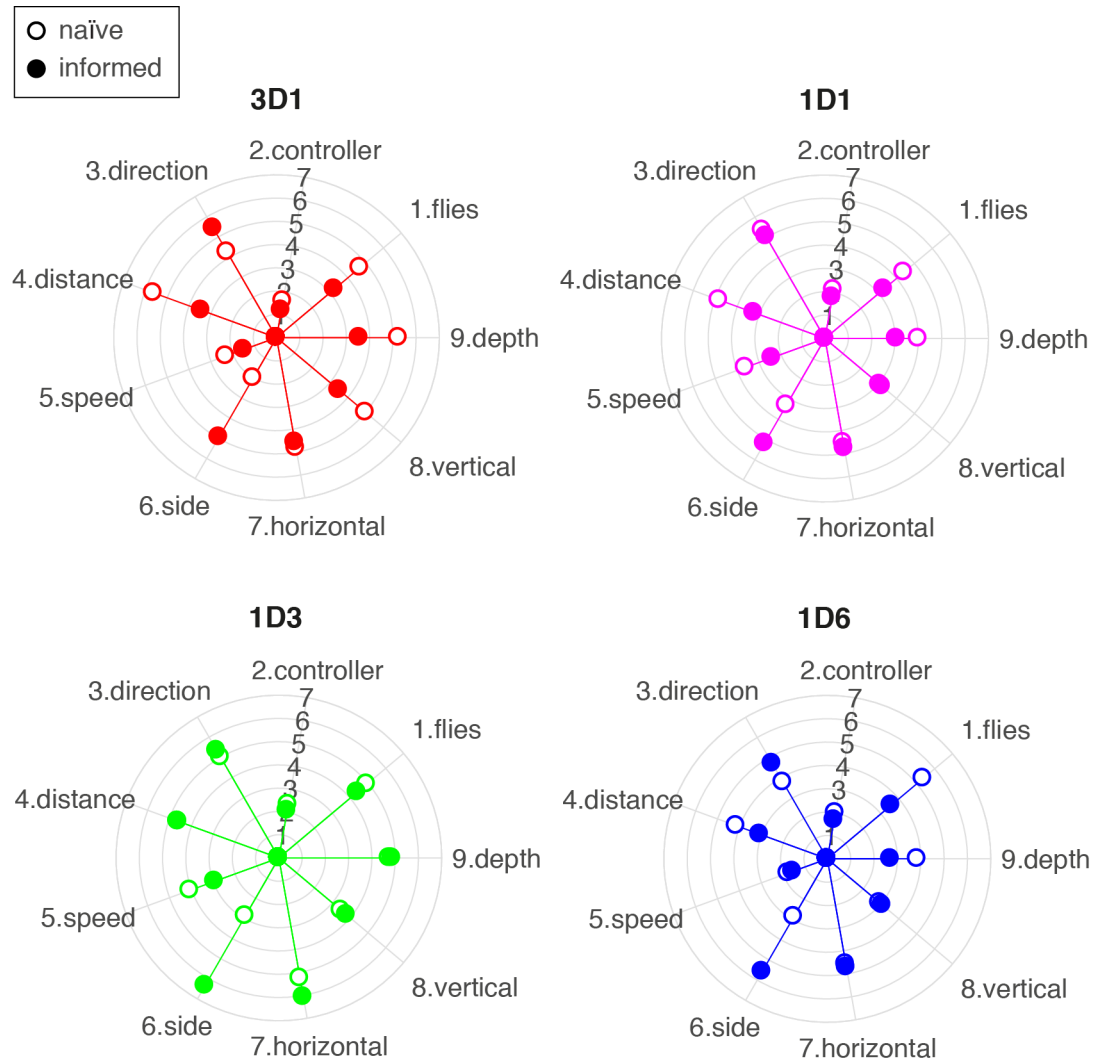 naïve
informed
3D1
2.controller
3.direction
7
6
5
4
3
2
1
1.flies
4.distance
9.depth
5.speed
8.vertical
6.side
7.horizontal
1D1
2.controller
3.direction
7
6
5
4
3
1
1.flies
4.distance
9.depth
5.speed
8.vertical
6.side
7.horizontal
1D3
2.controller
3.direction
7
6
5
4
3
2
1
1.flies
4.distance
9.depth
5.speed
8.vertical
6.side
7.horizontal
1D6
2.controller
3.direction
7
6
5
4
3
1
1.flies
4.distance
9.depth
5.speed
8.vertical
6.side
7.horizontal